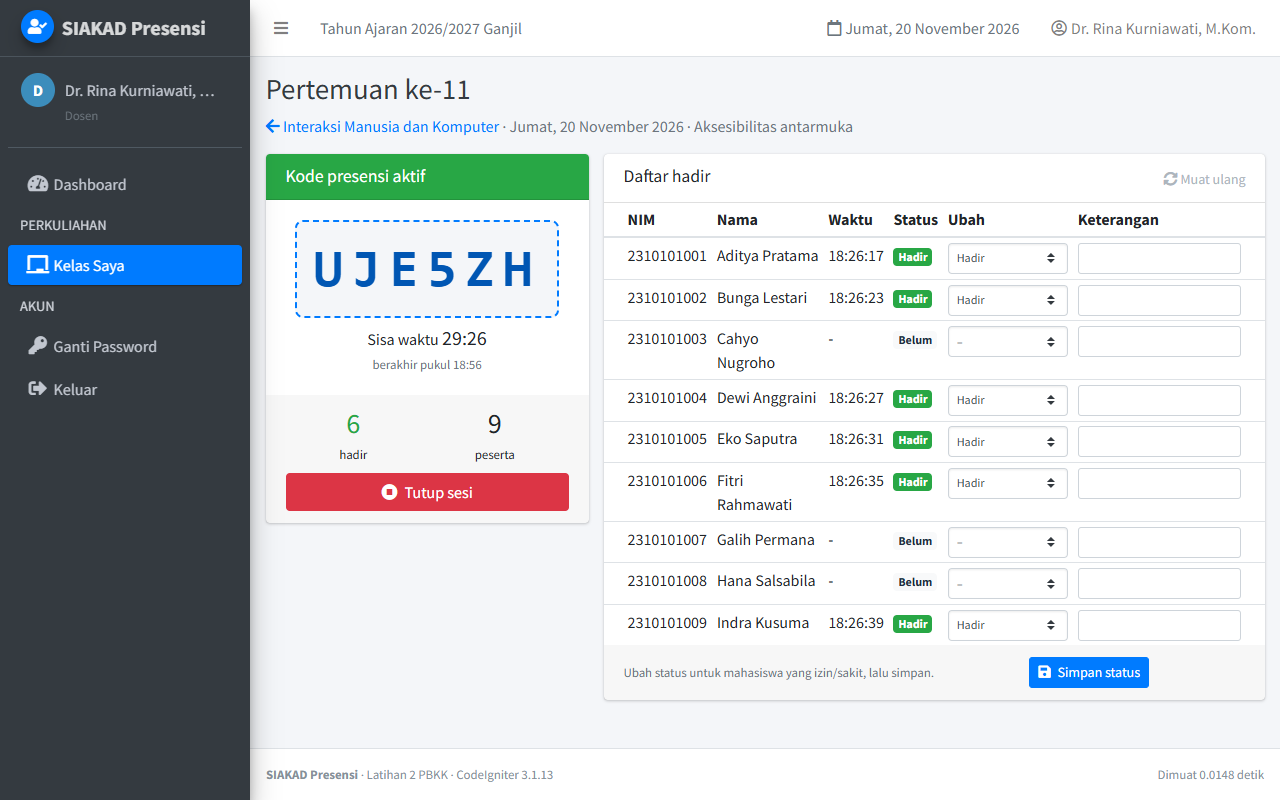 SIAKAD Presensi
Tahun Ajaran 2026/2027 Ganjil
Jumat, 20 November 2026
Dr. Rina Kurniawati, M.Kom.
D
Dr. Rina Kurniawati, ...
Dosen
Dashboard
PERKULIAHAN
Kelas Saya
AKUN
Ganti Password
Keluar
Pertemuan ke-11
Interaksi Manusia dan Komputer · Jumat, 20 November 2026 · Aksesibilitas antarmuka
Kode presensi aktif
UJE5ZH
Sisa waktu 29:26
berakhir pukul 18:56
6 9
hadir peserta
Tutup sesi
Daftar hadir
Muat ulang
NIM Nama Waktu Status Ubah Keterangan
2310101001 Aditya Pratama 18:26:17 Hadir Hadir
2310101002 Bunga Lestari 18:26:23 Hadir Hadir
2310101003 Cahyo - Belum –
Nugroho
2310101004 Dewi Anggraini 18:26:27 Hadir Hadir
2310101005 Eko Saputra 18:26:31 Hadir Hadir
2310101006 Fitri 18:26:35 Hadir Hadir
Rahmawati
2310101007 Galih Permana - Belum –
2310101008 Hana Salsabila - Belum –
2310101009 Indra Kusuma 18:26:39 Hadir Hadir
Ubah status untuk mahasiswa yang izin/sakit, lalu simpan.
Simpan status
SIAKAD Presensi · Latihan 2 PBKK · CodeIgniter 3.1.13
Dimuat 0.0148 detik